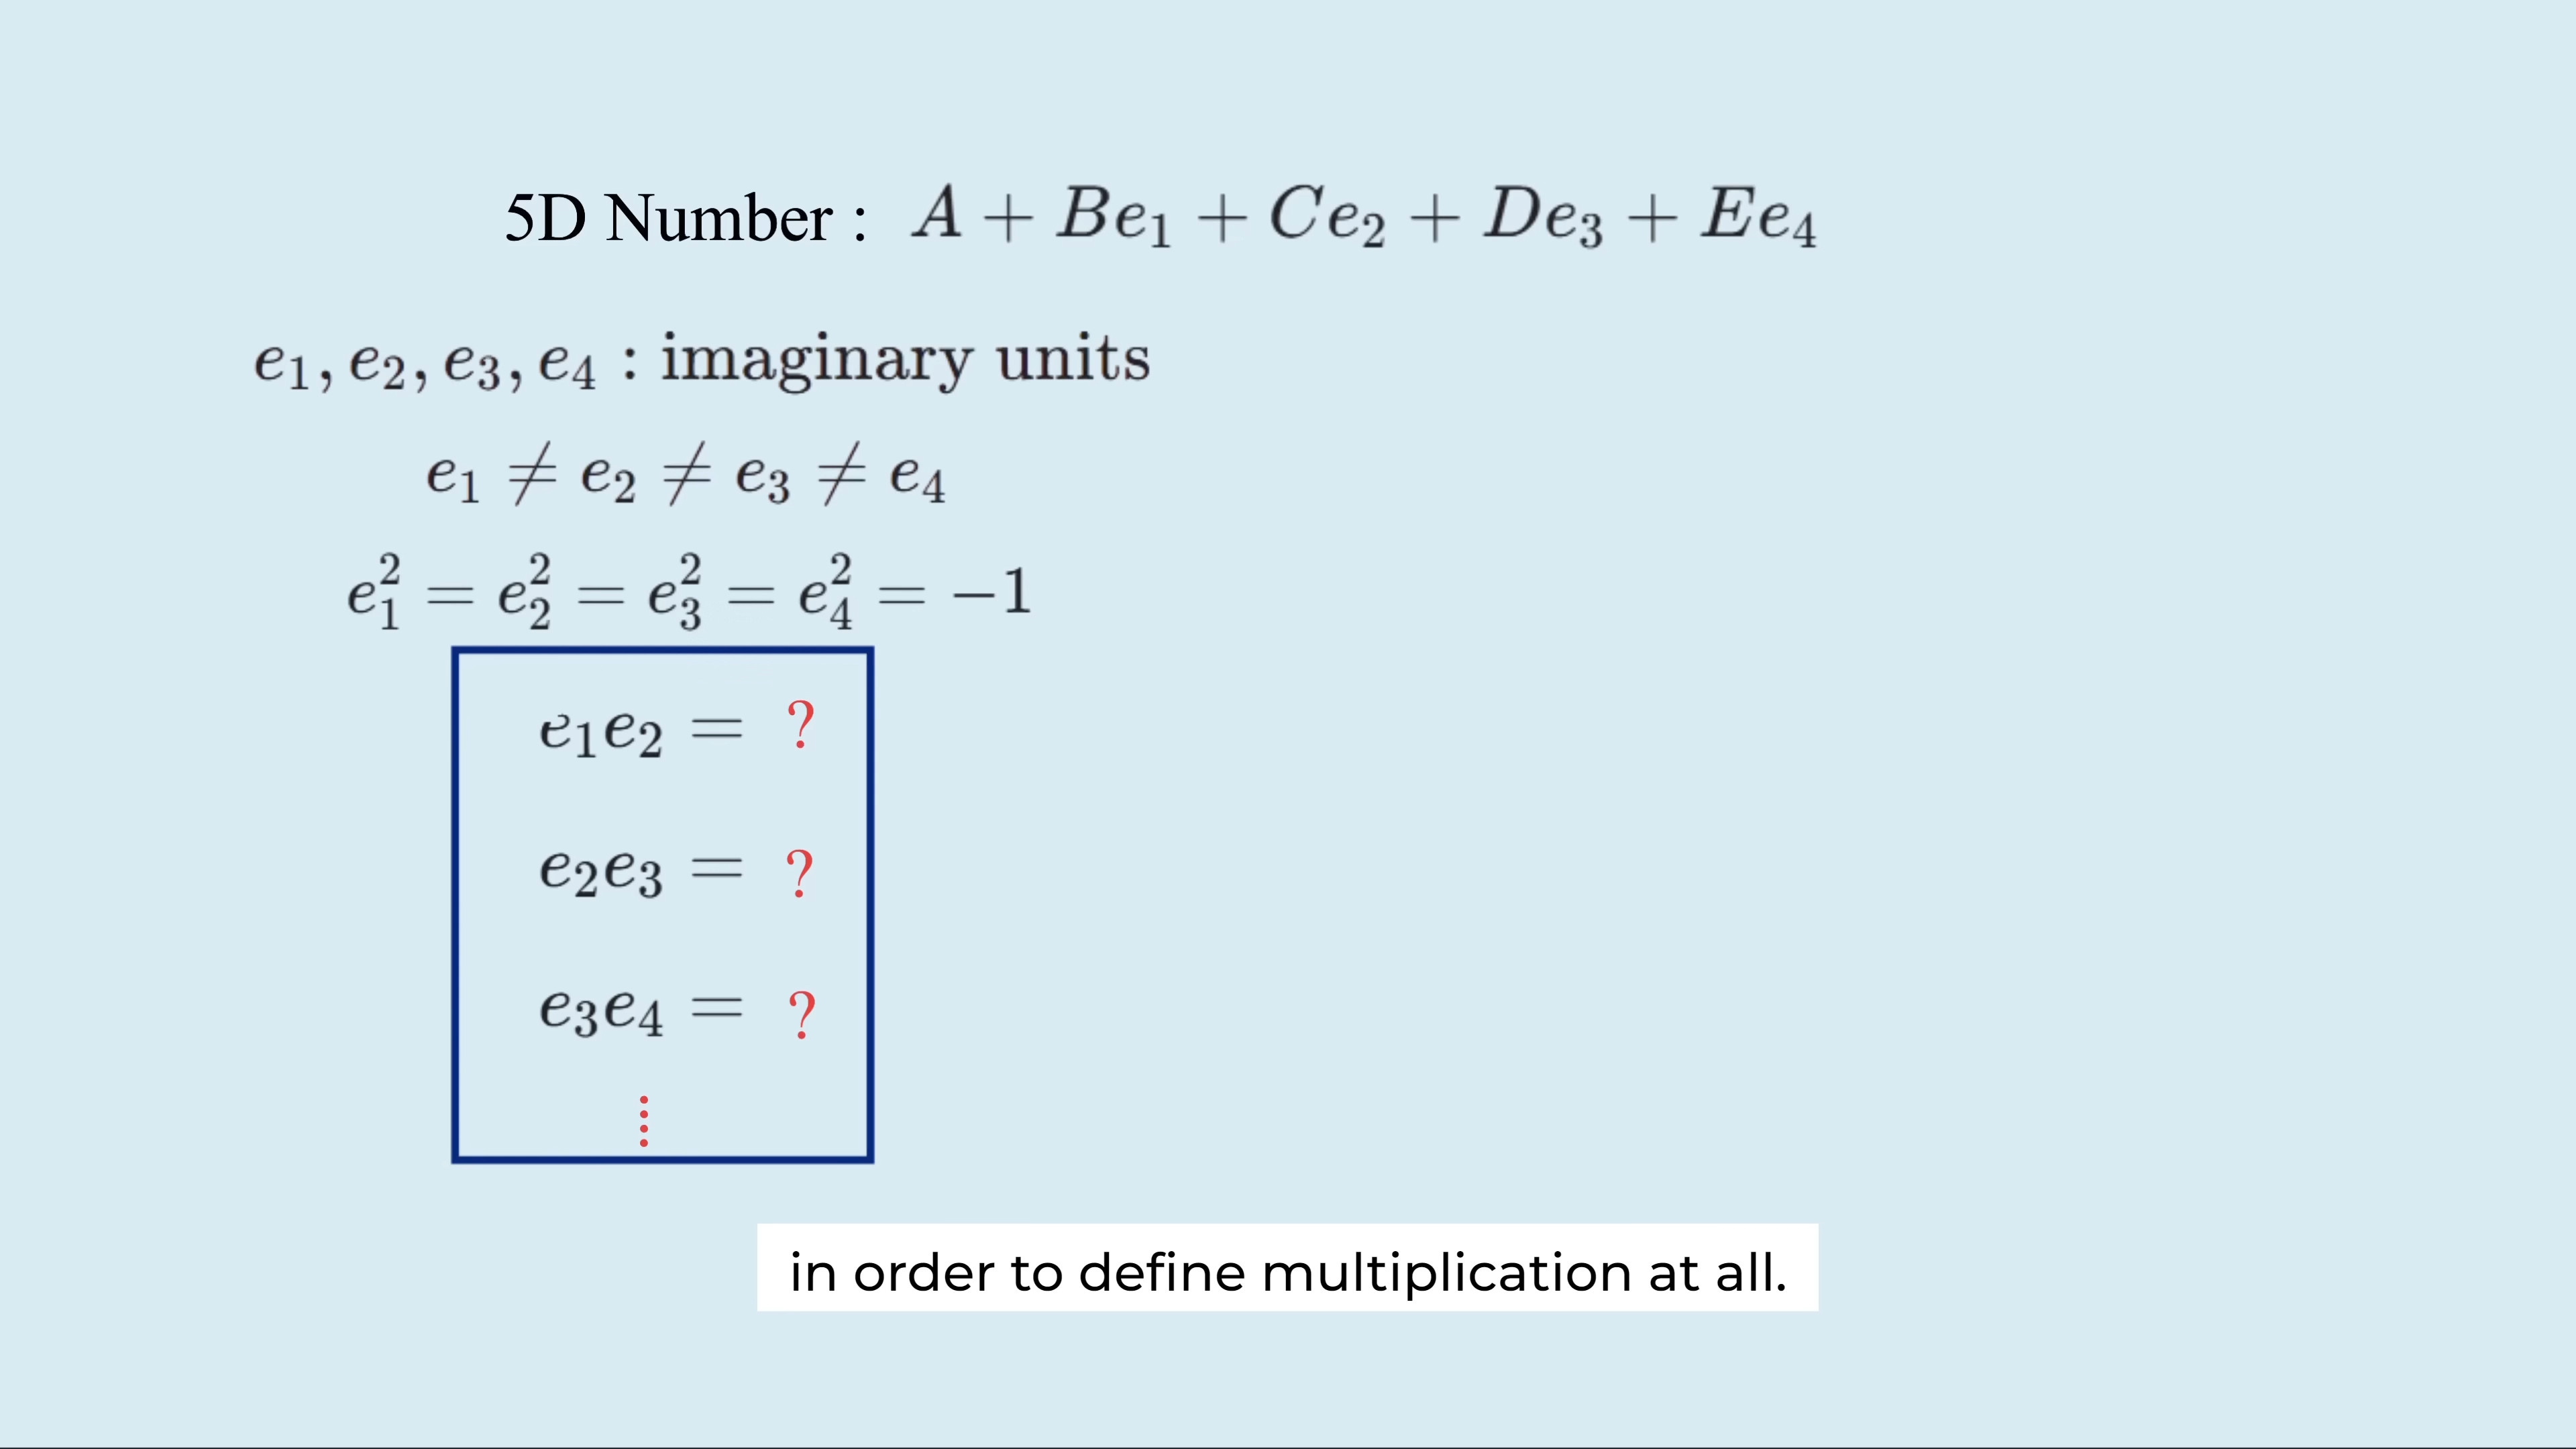 5D Number : A + Be₁ + Ce₂ + De₃ + Ee₄
e₁, e₂, e₃, e₄ : imaginary units
e₁ ≠ e₂ ≠ e₃ ≠ e₄
e₁² = e₂² = e₃² = e₄² = −1
e₁e₂ = ?
e₂e₃ = ?
e₃e₄ = ?
⋮
in order to define multiplication at all.